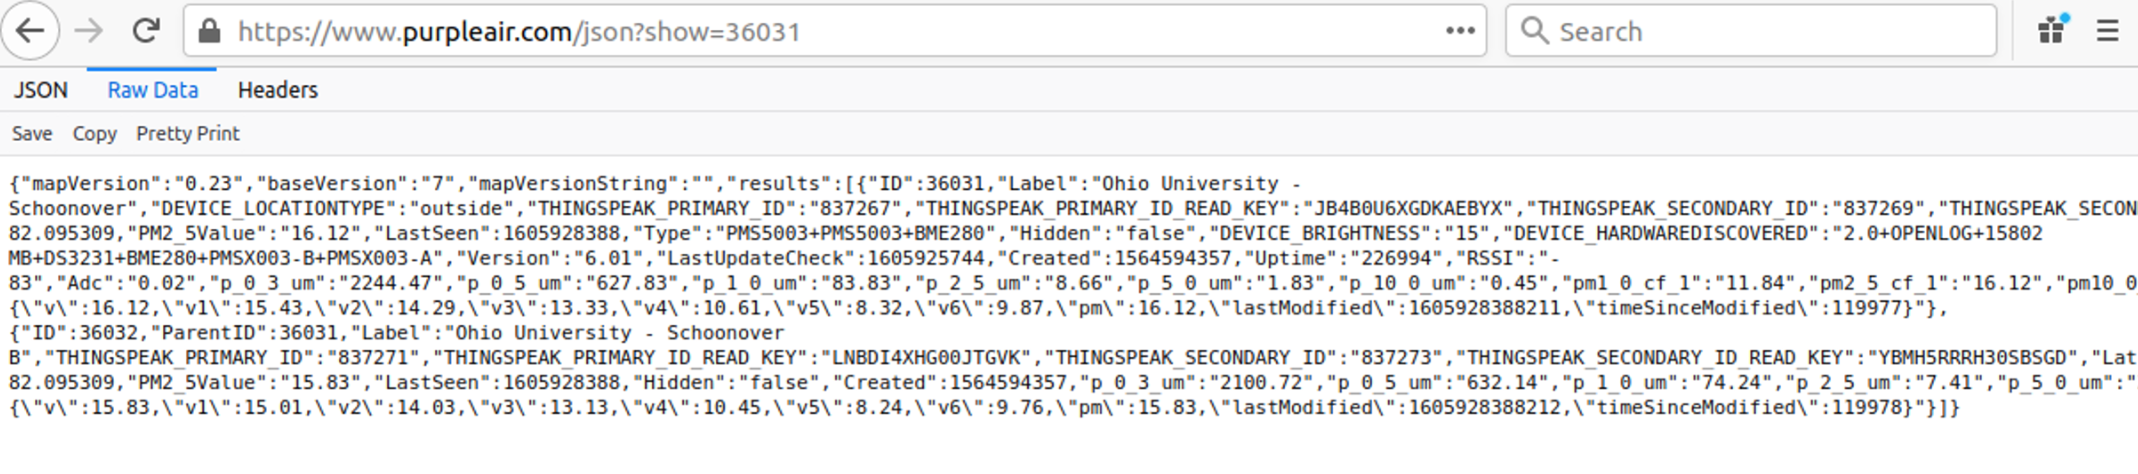 https://www.purpleair.com/json?show=36031
Search
JSON Raw Data Headers
Save Copy Pretty Print
{"mapVersion":"0.23","baseVersion":"7","mapVersionString":"","results":[{"ID":36031,"Label":"Ohio University -
Schoonover","DEVICE_LOCATIONTYPE":"outside","THINGSPEAK_PRIMARY_ID":"837267","THINGSPEAK_PRIMARY_ID_READ_KEY":"JB4B0U6XGDKAEBYX","THINGSPEAK_SECONDARY_ID":"837269","THINGSPEAK_SECON
82.095309,"PM2_5Value":"16.12","LastSeen":1605928388,"Type":"PMS5003+PMS5003+BME280","Hidden":"false","DEVICE_BRIGHTNESS":"15","DEVICE_HARDWAREDISCOVERED":"2.0+OPENLOG+15802
MB+DS3231+BME280+PMSX003-B+PMSX003-A","Version":"6.01","LastUpdateCheck":1605925744,"Created":1564594357,"Uptime":"226994","RSSI":"-
83","Adc":"0.02","p_0_3_um":"2244.47","p_0_5_um":"627.83","p_1_0_um":"83.83","p_2_5_um":"8.66","p_5_0_um":"1.83","p_10_0_um":"0.45","pm1_0_cf_1":"11.84","pm2_5_cf_1":"16.12","pm10_0
{\"v\":16.12,\"v1\":15.43,\"v2\":14.29,\"v3\":13.33,\"v4\":10.61,\"v5\":8.32,\"v6\":9.87,\"pm\":16.12,\"lastModified\":1605928388211,\"timeSinceModified\":119977}"},
{"ID":36032,"ParentID":36031,"Label":"Ohio University - Schoonover
B","THINGSPEAK_PRIMARY_ID":"837271","THINGSPEAK_PRIMARY_ID_READ_KEY":"LNBDI4XHG00JTGVK","THINGSPEAK_SECONDARY_ID":"837273","THINGSPEAK_SECONDARY_ID_READ_KEY":"YBMH5RRRH30SBSGD","Lat
82.095309,"PM2_5Value":"15.83","LastSeen":1605928388,"Hidden":"false","Created":1564594357,"p_0_3_um":"2100.72","p_0_5_um":"632.14","p_1_0_um":"74.24","p_2_5_um":"7.41","p_5_0_um":"
{\"v\":15.83,\"v1\":15.01,\"v2\":14.03,\"v3\":13.13,\"v4\":10.45,\"v5\":8.24,\"v6\":9.76,\"pm\":15.83,\"lastModified\":1605928388212,\"timeSinceModified\":119978}"}]}